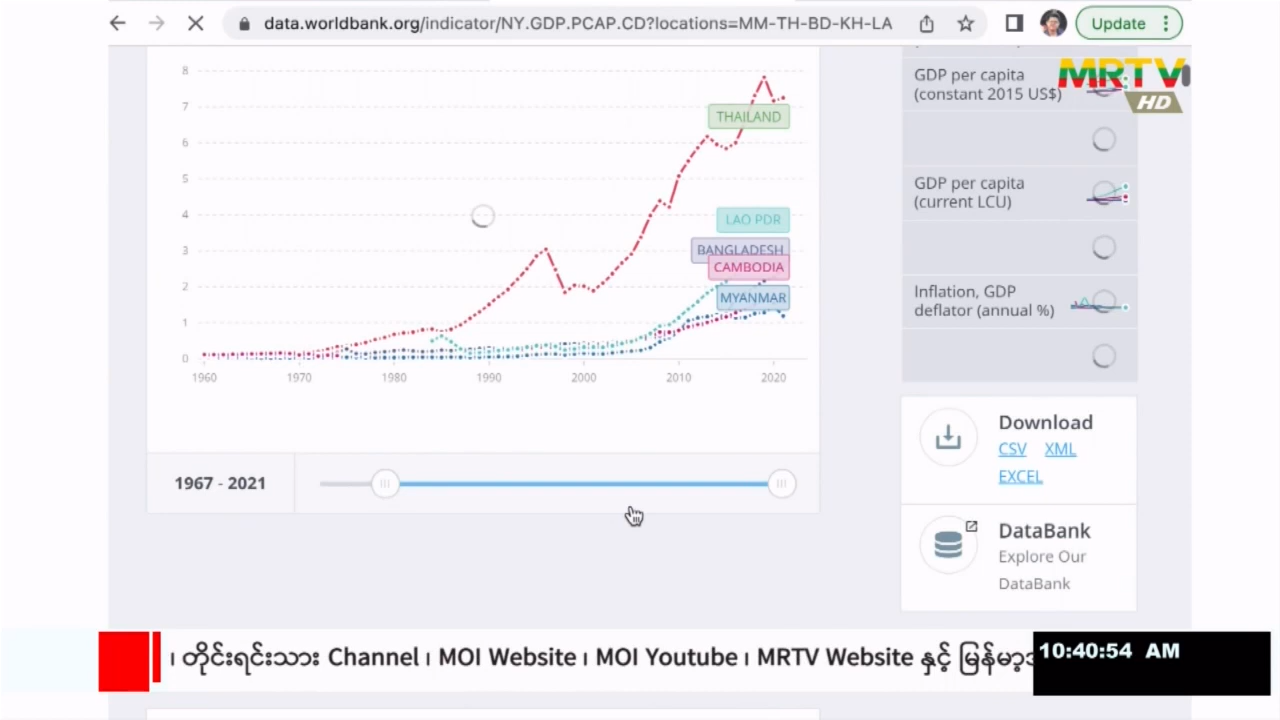 data.worldbank.org/indicator/NY.GDP.PCAP.CD?locations=MM-TH-BD-KH-LA
Update
MRTV
HD
8
7
6
5
4
3
2
1
0
THAILAND
LAO PDR
BANGLADESH
CAMBODIA
MYANMAR
1960 1970 1980 1990 2000 2010 2020
1967 - 2021
GDP per capita
(constant 2015 US$)
GDP per capita
(current LCU)
Inflation, GDP
deflator (annual %)
Download
CSV XML
EXCEL
DataBank
Explore Our
DataBank
၊ တိုင်းရင်းသား Channel ၊ MOI Website ၊ MOI Youtube ၊ MRTV Website နှင့်
10:40:54 AM